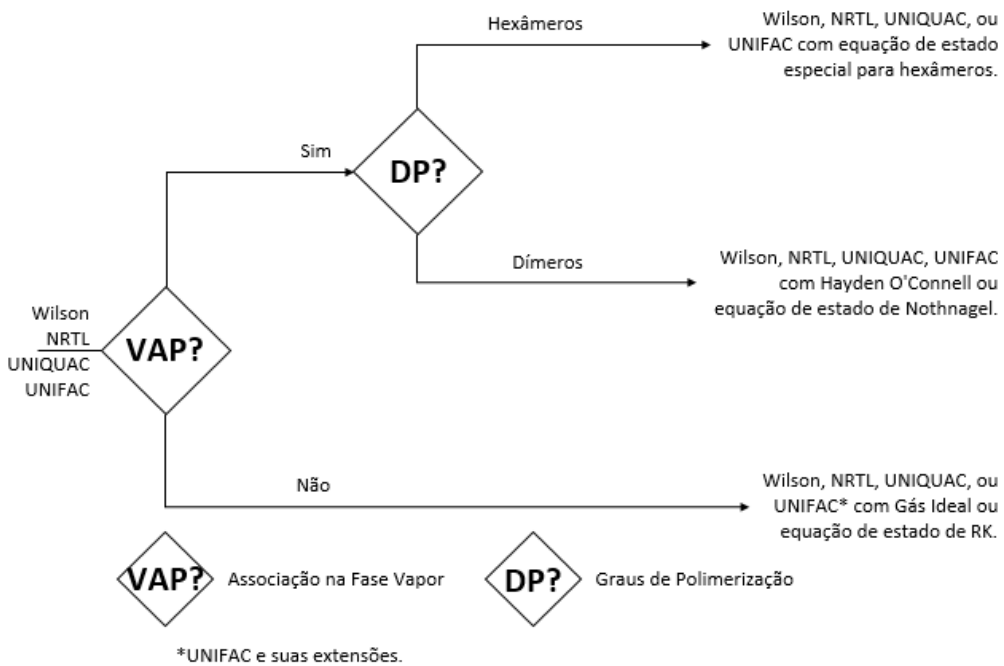 Hexâmeros
Wilson, NRTL, UNIQUAC, ou
UNIFAC com equação de estado
especial para hexâmeros.
Sim
DP?
Dímeros
Wilson, NRTL, UNIQUAC, UNIFAC
com Hayden O'Connell ou
equação de estado de Nothnagel.
Wilson
NRTL
UNIQUAC
UNIFAC
VAP?
Não
Wilson, NRTL, UNIQUAC, ou
UNIFAC* com Gás Ideal ou
equação de estado de RK.
VAP?
Associação na Fase Vapor
DP?
Graus de Polimerização
*UNIFAC e suas extensões.